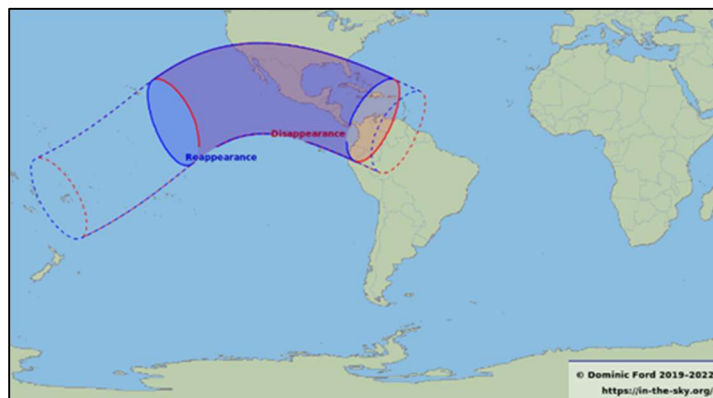 Disappearance
Reappearance
© Dominic Ford 2019–2022
https://in-the-sky.org/